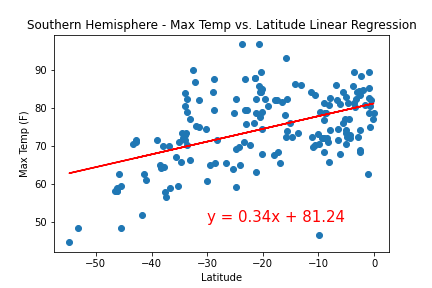 Southern Hemisphere - Max Temp vs. Latitude Linear Regression
Max Temp (F)
90
80
70
60
50
y = 0.34x + 81.24
−50 −40 −30 −20 −10 0
Latitude